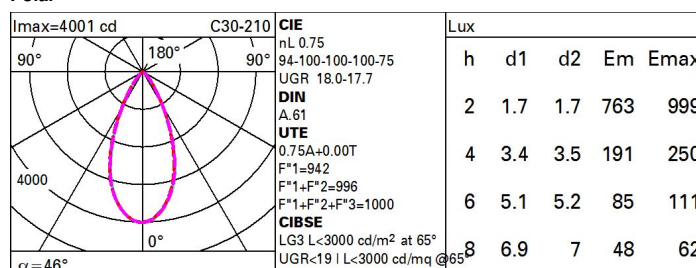 Imax=4001 cd C30-210
90° 180° 90°
4000
0°
α=46°
CIE
nL 0.75
94-100-100-100-75
UGR 18.0-17.7
DIN
A.61
UTE
0.75A+0.00T
F"1=942
F"1+F"2=996
F"1+F"2+F"3=1000
CIBSE
LG3 L<3000 cd/m² at 65°
UGR<19 | L<3000 cd/mq @65°
Lux
h d1 d2 Em Emax
2 1.7 1.7 763 999
4 3.4 3.5 191 250
6 5.1 5.2 85 111
8 6.9 7 48 62